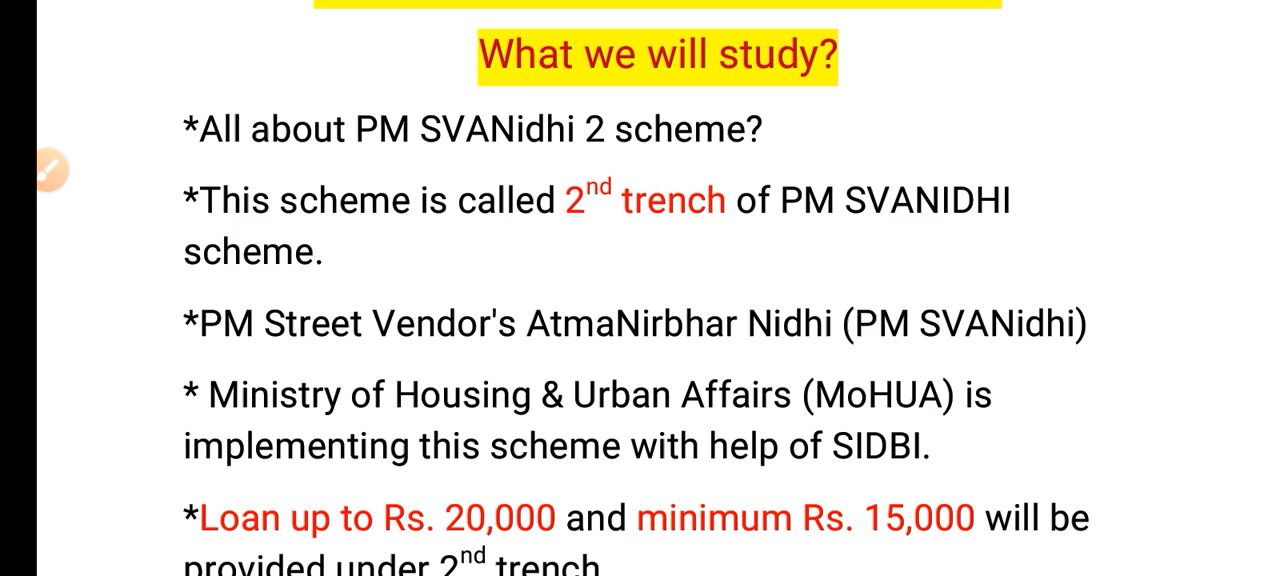 What we will study?
*All about PM SVANidhi 2 scheme?
*This scheme is called 2nd trench of PM SVANIDHI
scheme.
*PM Street Vendor's AtmaNirbhar Nidhi (PM SVANidhi)
* Ministry of Housing & Urban Affairs (MoHUA) is
implementing this scheme with help of SIDBI.
*Loan up to Rs. 20,000 and minimum Rs. 15,000 will be
provided under 2nd trench